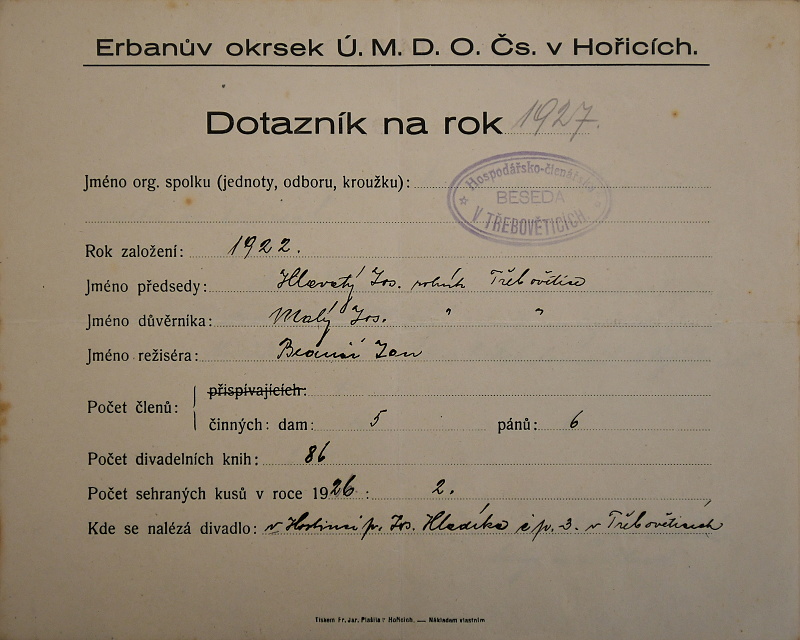 Erbanův okrsek Ú. M. D. O. Čs. v Hořicích.
Dotazník na rok 1927.
Jméno org. spolku (jednoty, odboru, kroužku):
Hospodářsko-čtenářská
BESEDA
V TŘEBOVĚTICÍCH
Rok založení: 1922.
Jméno předsedy: Hlavatý Jos. rolník Třebovětice
Jméno důvěrníka: Malý Jos. " "
Jméno režiséra: Jan
Počet členů:
přispívajících:
činných: dam: 5 pánů: 6
Počet divadelních knih: 86
Počet sehraných kusů v roce 1926: 2.
Kde se nalézá divadlo: v Hostinci p. Jos. Hladíka č p. 3. v Třebověticích
Tiskem Fr. Jar. Hořicích. — Nákladem vlastním